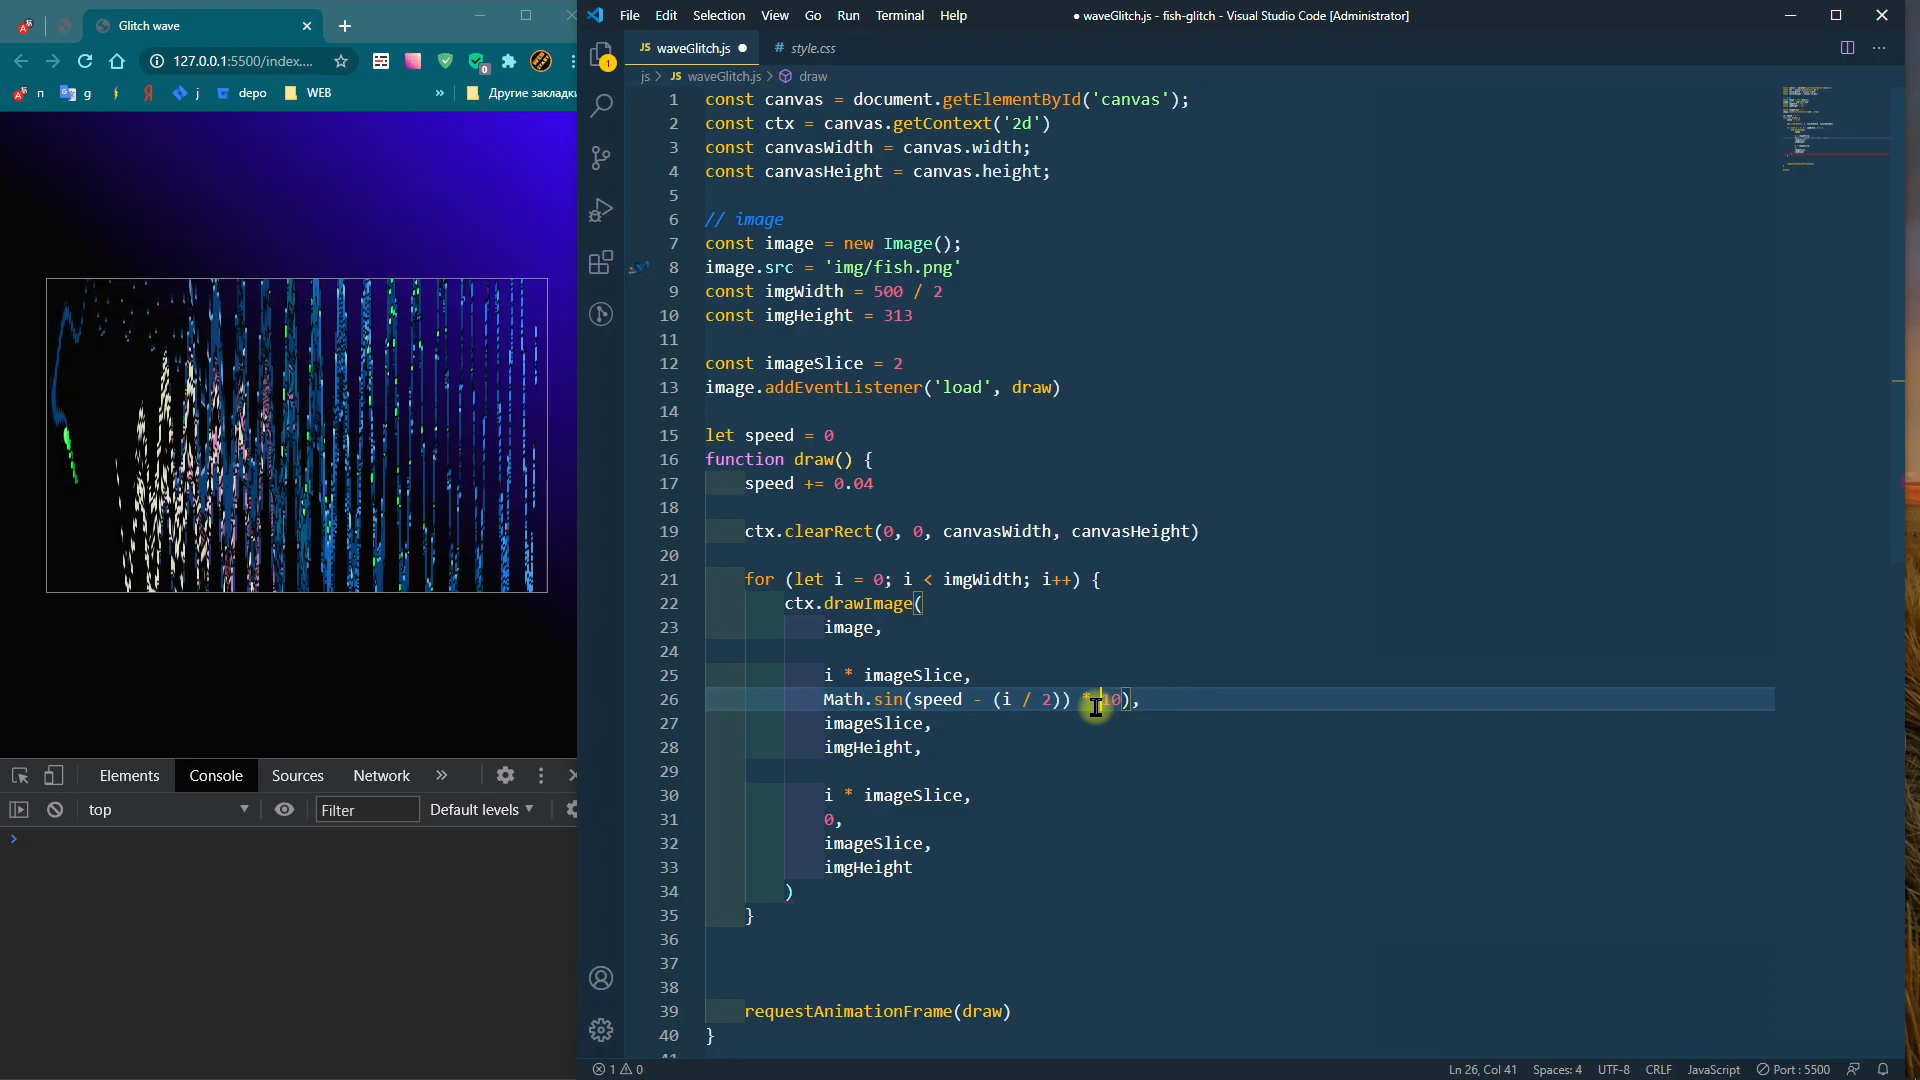 Glitch wave
127.0.0.1:5500/index....
0
п
g
Я
j
depo
WEB
»
Другие закладки
Elements
Console
Sources
Network
»
top
Filter
Default levels
File Edit Selection View Go Run Terminal Help
● waveGlitch.js - fish-glitch - Visual Studio Code [Administrator]
1
JS waveGlitch.js ●
# style.css
js > JS waveGlitch.js > draw
1 const canvas = document.getElementById('canvas');
2 const ctx = canvas.getContext('2d')
3 const canvasWidth = canvas.width;
4 const canvasHeight = canvas.height;
5
6 // image
7 const image = new Image();
8 image.src = 'img/fish.png'
9 const imgWidth = 500 / 2
10 const imgHeight = 313
11
12 const imageSlice = 2
13 image.addEventListener('load', draw)
14
15 let speed = 0
16 function draw() {
17 speed += 0.04
18
19 ctx.clearRect(0, 0, canvasWidth, canvasHeight)
20
21 for (let i = 0; i < imgWidth; i++) {
22 ctx.drawImage(
23 image,
24
25 i * imageSlice,
26 Math.sin(speed - (i / 2)) * 10),
27 imageSlice,
28 imgHeight,
29
30 i * imageSlice,
31 0,
32 imageSlice,
33 imgHeight
34 )
35 }
36
37
38
39 requestAnimationFrame(draw)
40 }
41
1 0
Ln 26, Col 41
Spaces: 4
UTF-8
CRLF
JavaScript
Port : 5500